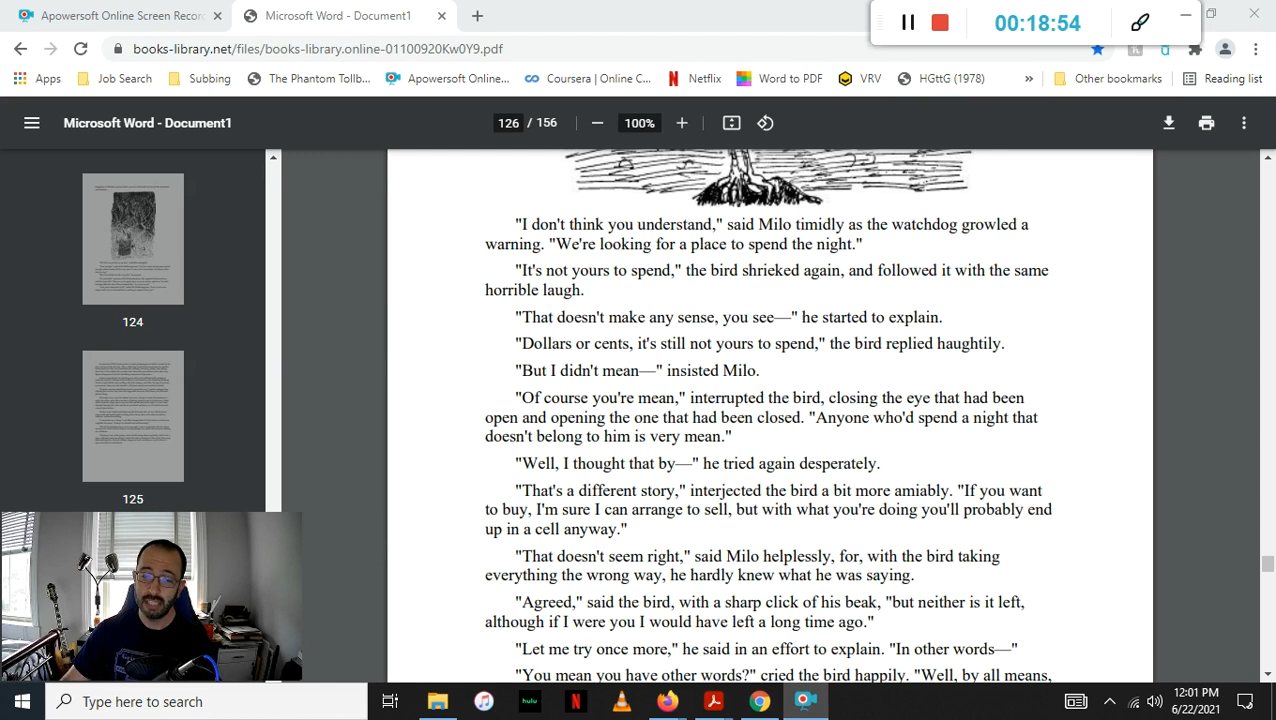 Apowersoft Online Screen Recor
Microsoft Word - Document1
00:18:54
books-library.net/files/books-library.online-01100920Kw0Y9.pdf
Apps
Job Search
Subbing
The Phantom Tollb...
Apowersoft Online...
Coursera | Online C...
Netflix
Word to PDF
VRV
HGttG (1978)
»
Other bookmarks
Reading list
Microsoft Word - Document1
126 / 156
100%
124
125
"I don't think you understand," said Milo timidly as the watchdog growled a
warning. "We're looking for a place to spend the night."
"It's not yours to spend," the bird shrieked again, and followed it with the same
horrible laugh.
"That doesn't make any sense, you see—" he started to explain.
"Dollars or cents, it's still not yours to spend," the bird replied haughtily.
"But I didn't mean—" insisted Milo.
"Of course you're mean," interrupted the bird, closing the eye that had been
open and opening the one that had been closed. "Anyone who'd spend a night that
doesn't belong to him is very mean."
"Well, I thought that by—" he tried again desperately.
"That's a different story," interjected the bird a bit more amiably. "If you want
to buy, I'm sure I can arrange to sell, but with what you're doing you'll probably end
up in a cell anyway."
"That doesn't seem right," said Milo helplessly, for, with the bird taking
everything the wrong way, he hardly knew what he was saying.
"Agreed," said the bird, with a sharp click of his beak, "but neither is it left,
although if I were you I would have left a long time ago."
"Let me try once more," he said in an effort to explain. "In other words—"
"You mean you have other words?" cried the bird happily. "Well, by all means,
Type here to search
hulu
12:01 PM
6/22/2021